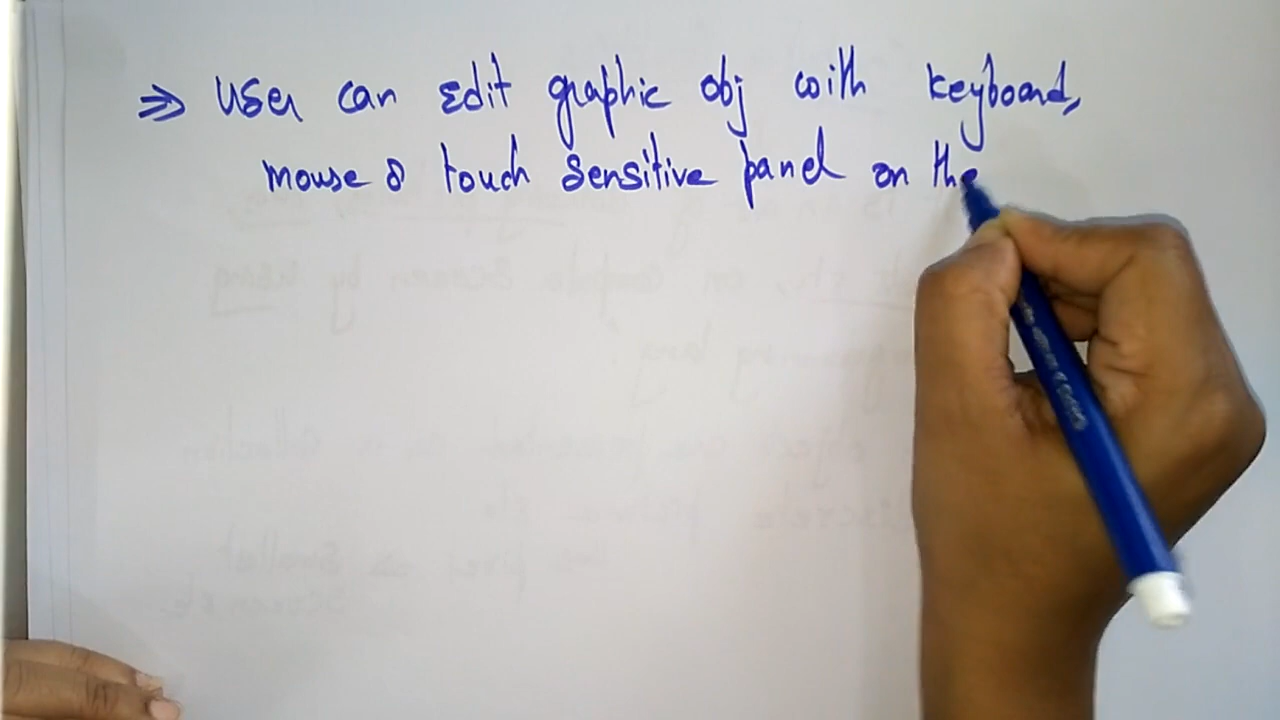 ⇒ User can Edit graphic obj with keyboard,
mouse & touch sensitive panel on the